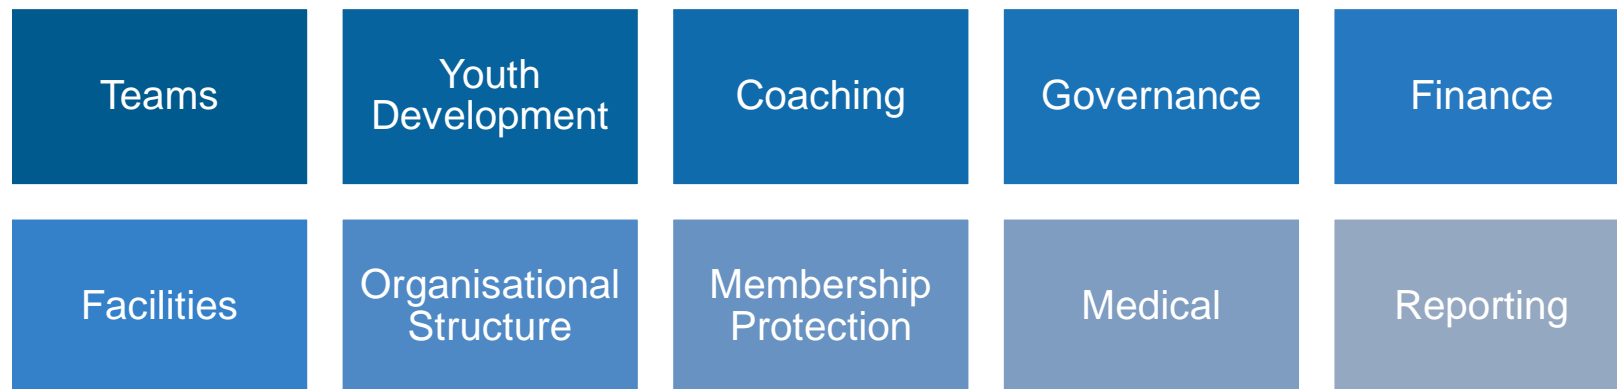 Teams
Youth
Development
Coaching
Governance
Finance
Facilities
Organisational
Structure
Membership
Protection
Medical
Reporting